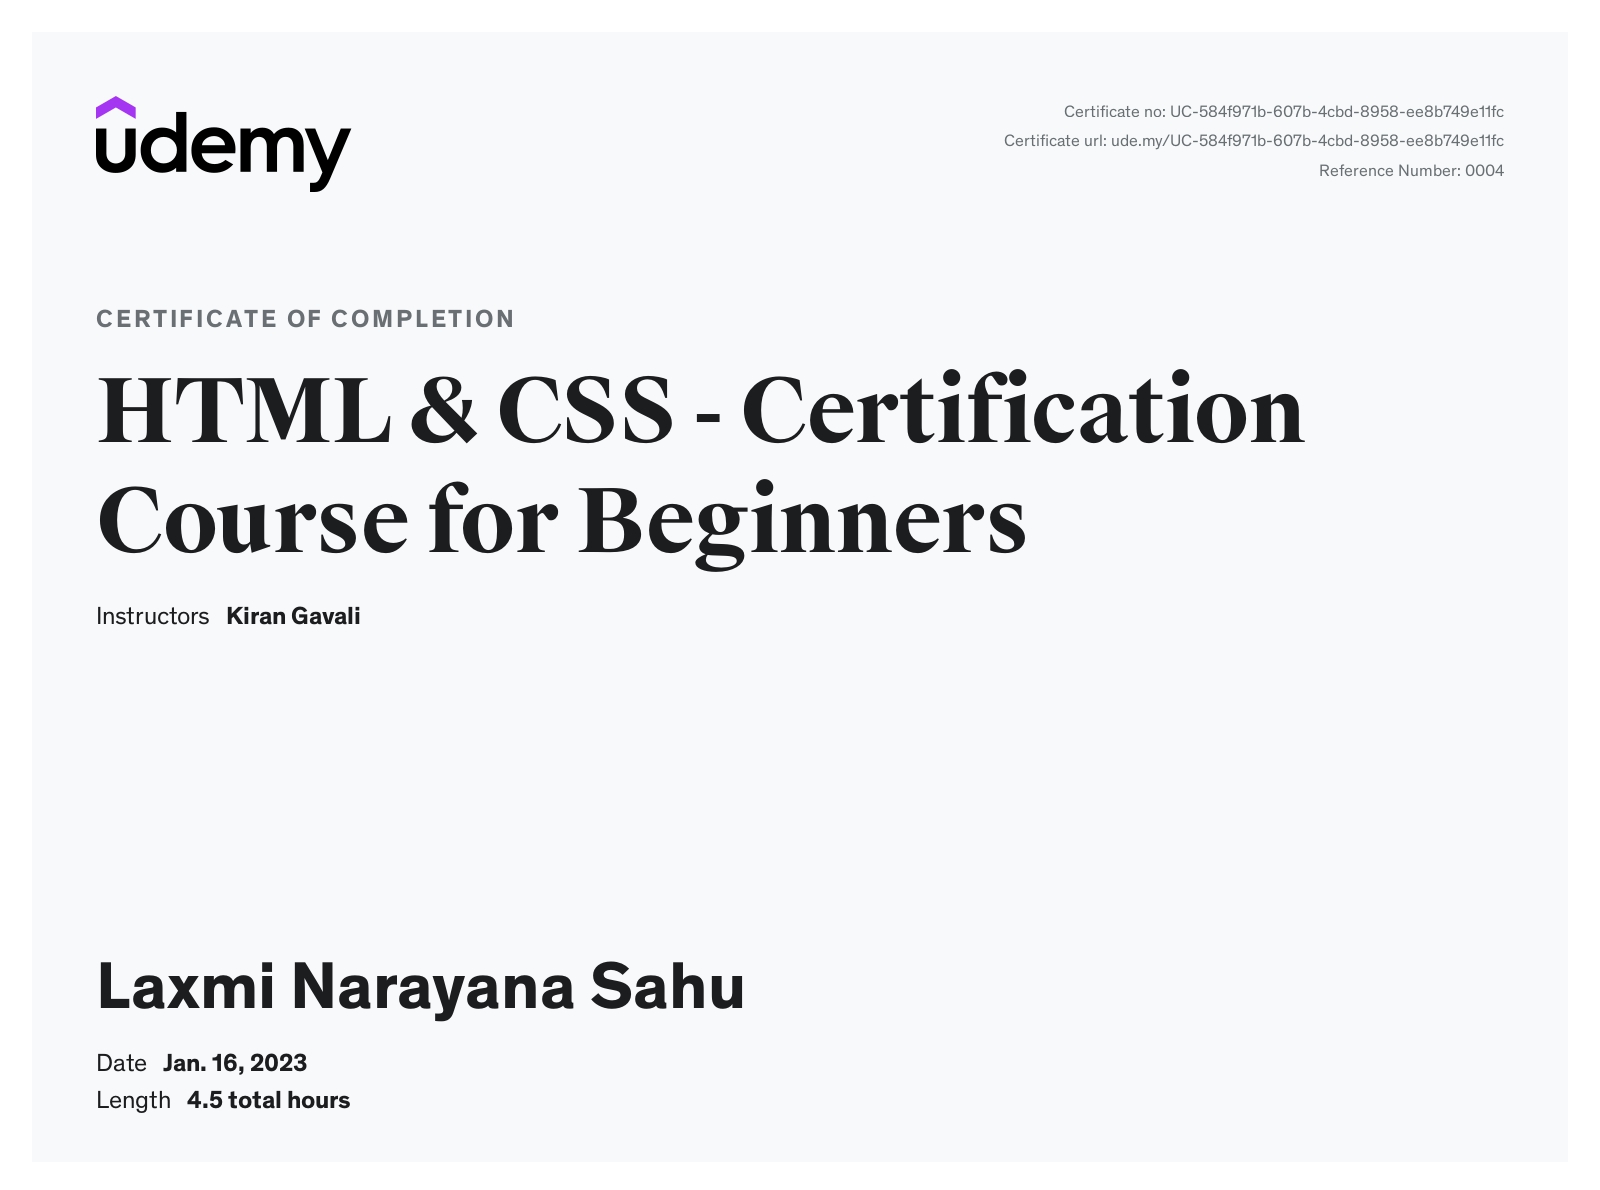 udemy
Certificate no: UC-584f971b-607b-4cbd-8958-ee8b749e11fc
Certificate url: ude.my/UC-584f971b-607b-4cbd-8958-ee8b749e11fc
Reference Number: 0004
CERTIFICATE OF COMPLETION
HTML & CSS - Certification
Course for Beginners
Instructors Kiran Gavali
Laxmi Narayana Sahu
Date Jan. 16, 2023
Length 4.5 total hours